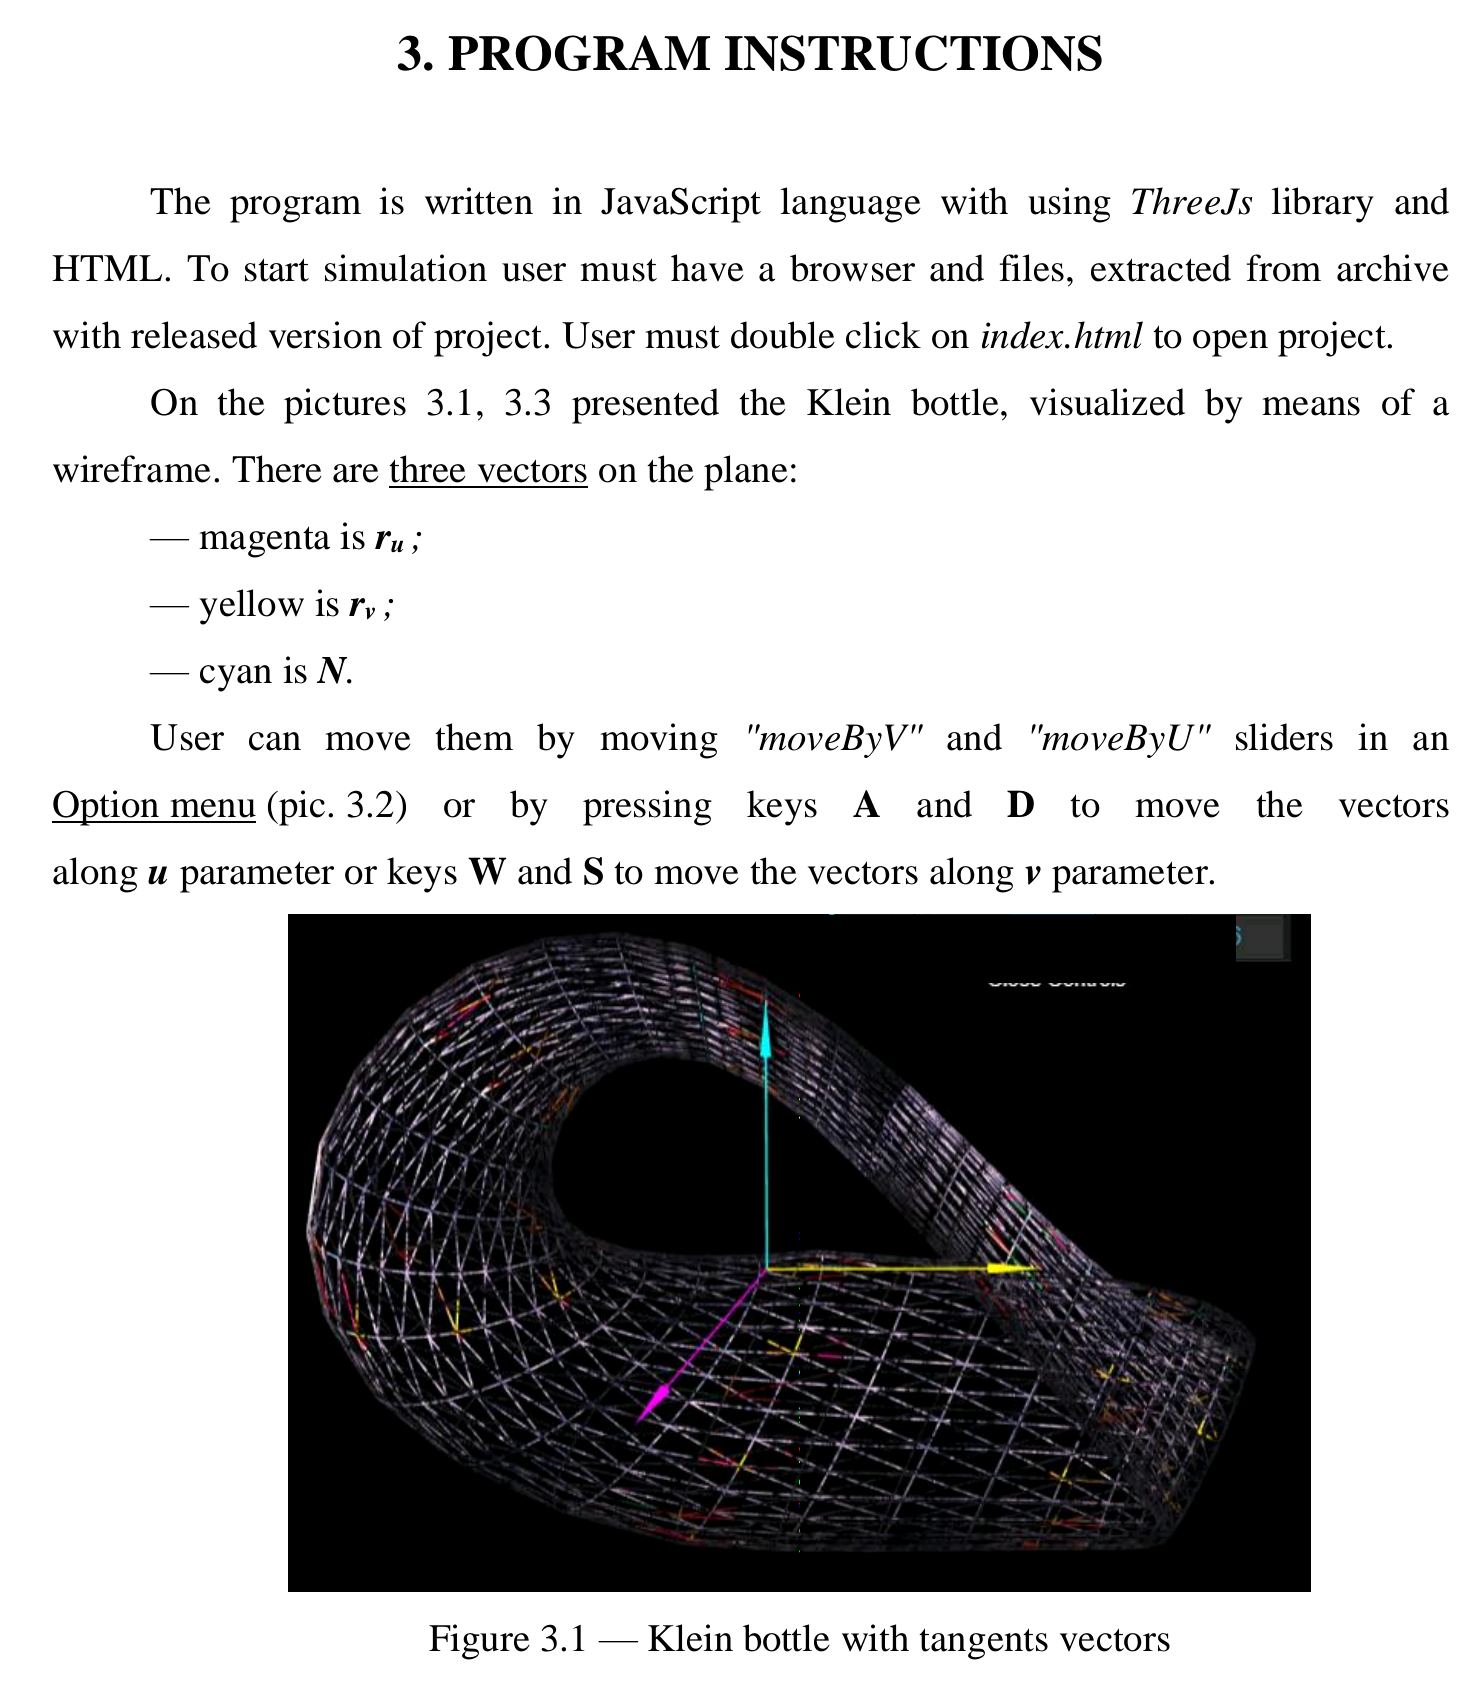 3. PROGRAM INSTRUCTIONS
The program is written in JavaScript language with using ThreeJs library and
HTML. To start simulation user must have a browser and files, extracted from archive
with released version of project. User must double click on index.html to open project.
On the pictures 3.1, 3.3 presented the Klein bottle, visualized by means of a
wireframe. There are three vectors on the plane:
— magenta is rᵤ ;
— yellow is rᵥ ;
— cyan is N.
User can move them by moving "moveByV" and "moveByU" sliders in an
Option menu (pic. 3.2) or by pressing keys A and D to move the vectors
along u parameter or keys W and S to move the vectors along v parameter.
Figure 3.1 — Klein bottle with tangents vectors